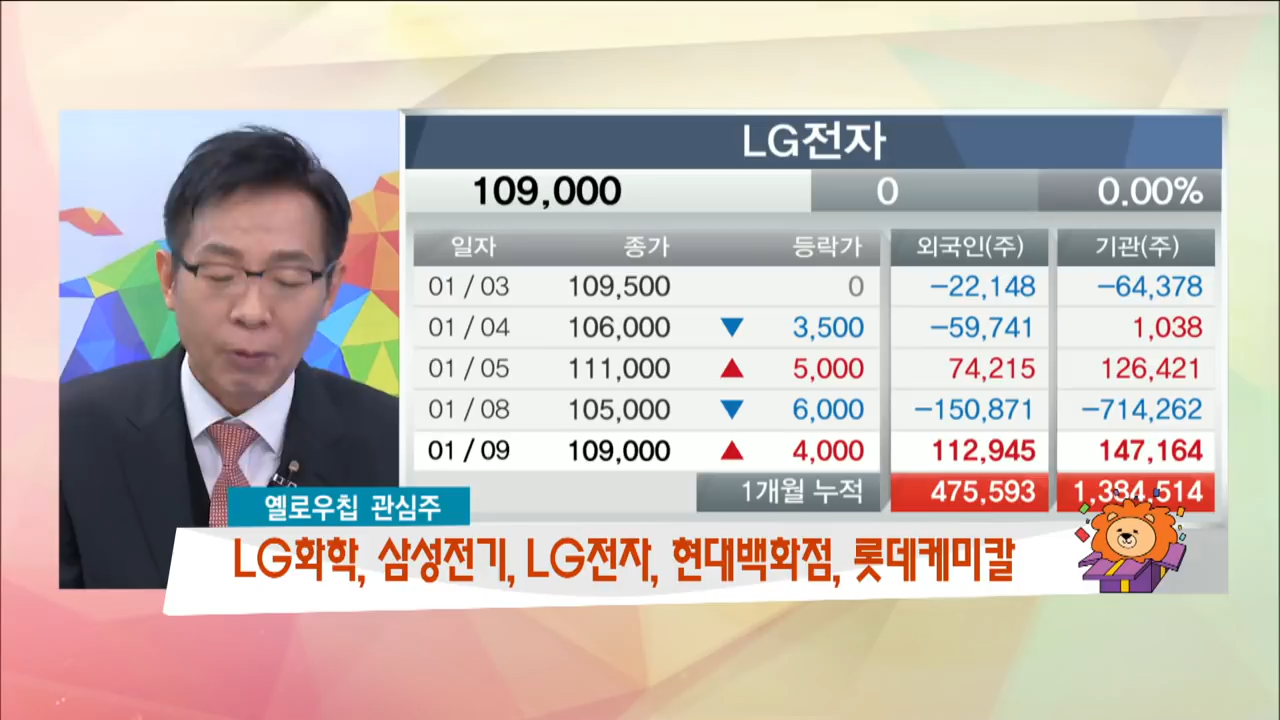 LG전자
109,000 0 0.00%
일자 종가 등락가 외국인(주) 기관(주)
01 / 03 109,500 0 -22,148 -64,378
01 / 04 106,000 ▼ 3,500 -59,741 1,038
01 / 05 111,000 ▲ 5,000 74,215 126,421
01 / 08 105,000 ▼ 6,000 -150,871 -714,262
01 / 09 109,000 ▲ 4,000 112,945 147,164
1개월 누적 475,593 1,384,514
옐로우칩 관심주
LG화학, 삼성전기, LG전자, 현대백화점, 롯데케미칼